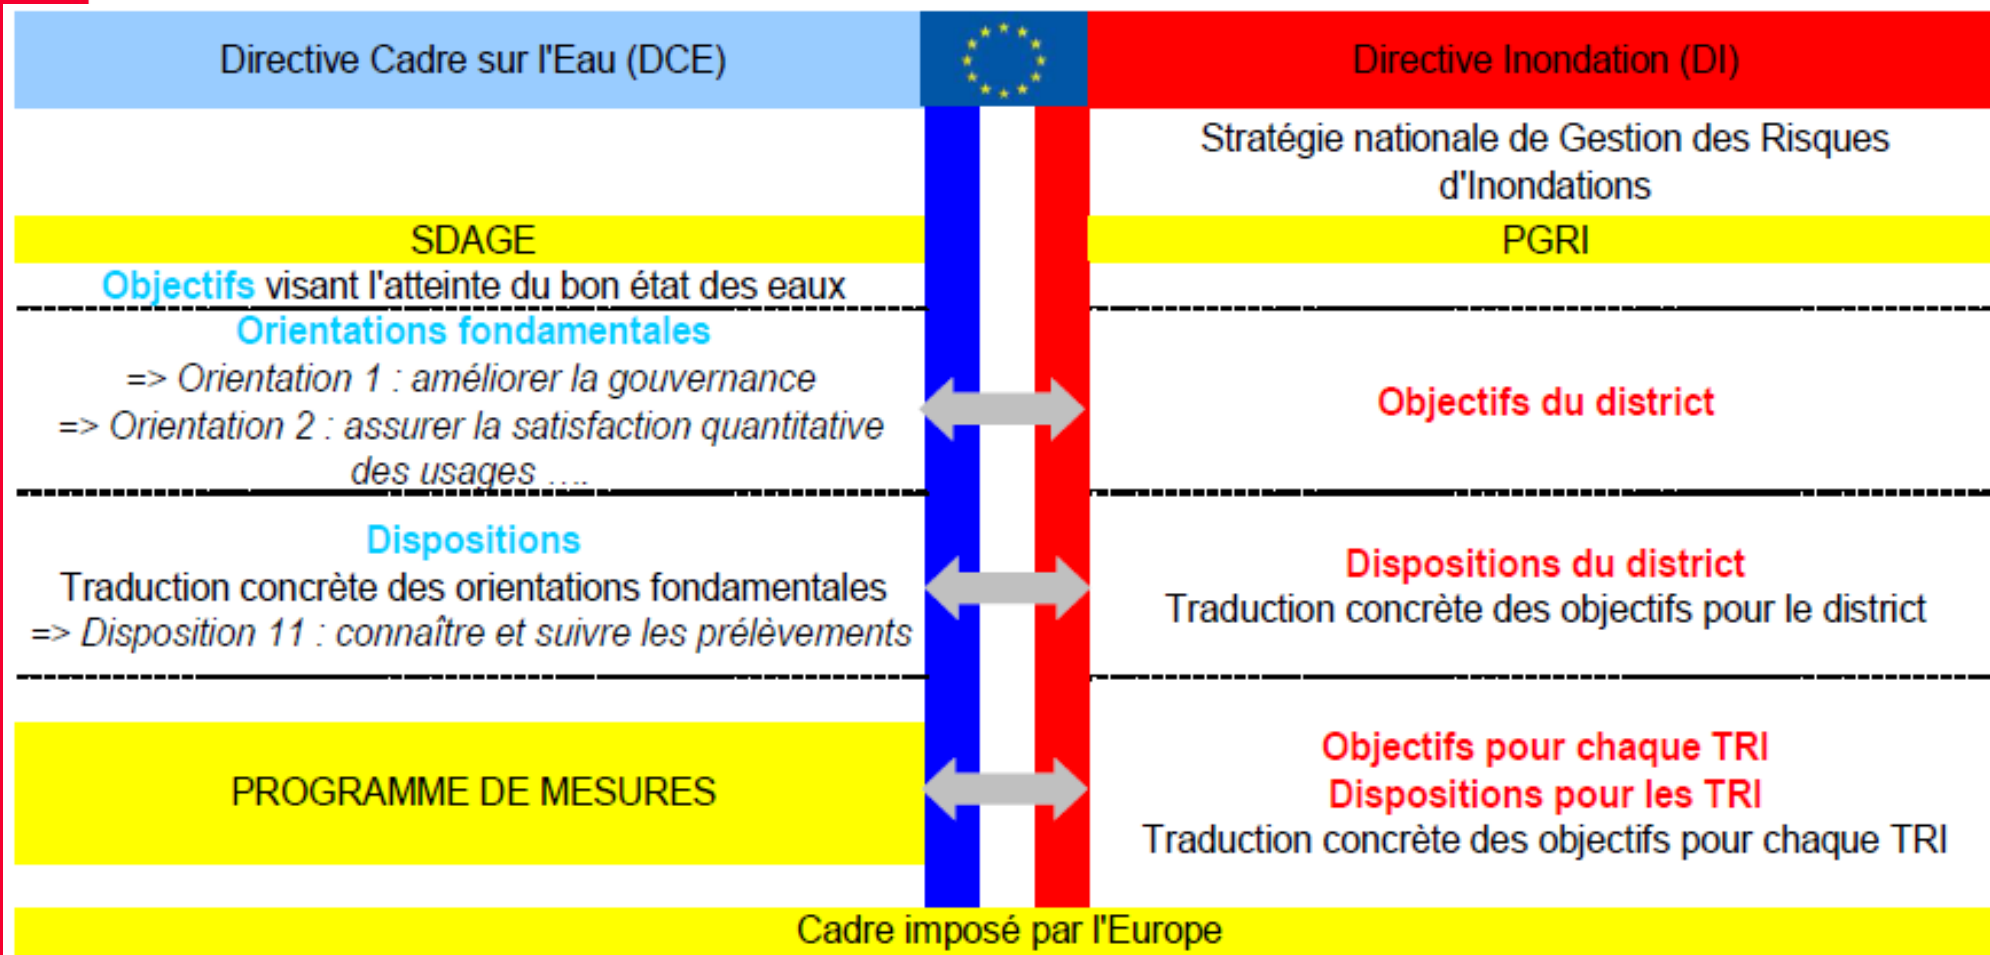 Directive Cadre sur l'Eau (DCE)
Directive Inondation (DI)
Stratégie nationale de Gestion des Risques
d'Inondations
SDAGE
PGRI
Objectifs visant l'atteinte du bon état des eaux
Orientations fondamentales
=> Orientation 1 : améliorer la gouvernance
=> Orientation 2 : assurer la satisfaction quantitative
des usages ....
Objectifs du district
Dispositions
Traduction concrète des orientations fondamentales
=> Disposition 11 : connaître et suivre les prélèvements
Dispositions du district
Traduction concrète des objectifs pour le district
PROGRAMME DE MESURES
Objectifs pour chaque TRI
Dispositions pour les TRI
Traduction concrète des objectifs pour chaque TRI
Cadre imposé par l'Europe